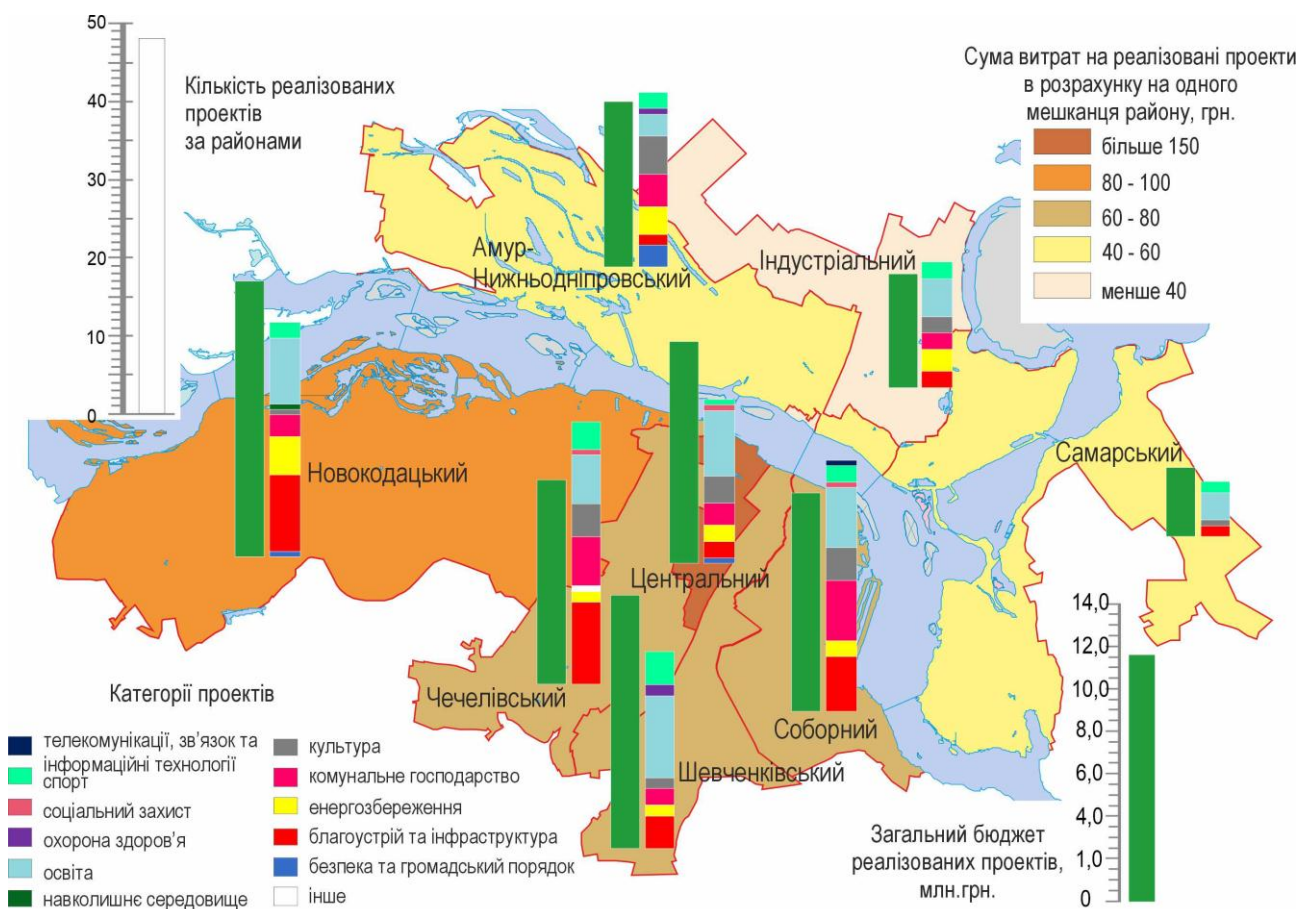 50
40
30
20
10
0
Кількість реалізованих
проектів
за районами
Сума витрат на реалізовані проекти
в розрахунку на одного
мешканця району, грн.
більше 150
80 - 100
60 - 80
40 - 60
менше 40
Амур-
Нижньодніпровський
Індустріальний
Самарський
Новокодацький
Центральний
Чечелівський
Соборний
Шевченківський
Категорії проектів
телекомунікації, зв’язок та
інформаційні технології
спорт
соціальний захист
охорона здоров’я
освіта
навколишнє середовище
культура
комунальне господарство
енергозбереження
благоустрій та інфраструктура
безпека та громадський порядок
інше
Загальний бюджет
реалізованих проектів,
млн.грн.
14,0
12,0
10,0
8,0
6,0
4,0
1,0
0